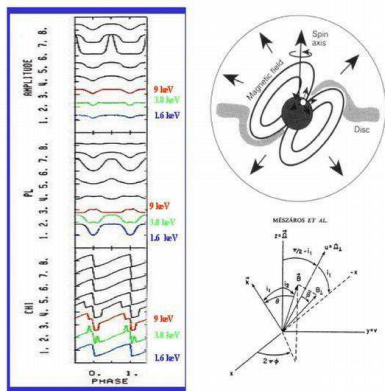 AMPLITUDE
1. 2. 3. 4. 5. 6. 7. 8.
9 keV
3.8 keV
1.6 keV
PL
1. 2. 3. 4. 5. 6. 7. 8.
9 keV
3.8 keV
1.6 keV
CHI
1. 2. 3. 4. 5. 6. 7. 8.
9 keV
3.8 keV
1.6 keV
0. 1.
PHASE
Spin
axis
Magnetic field
Disc
MÉSZÁROS ET AL.